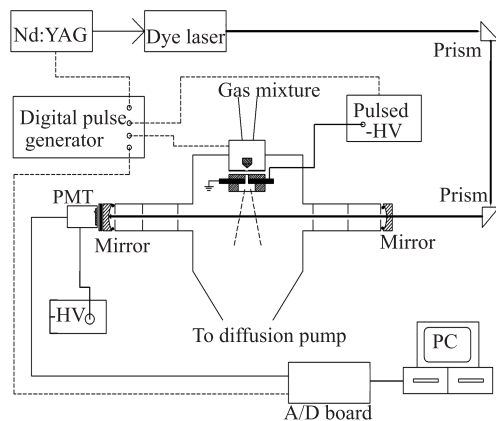 Nd:YAG
Dye laser
Prism
Gas mixture
Digital pulse
generator
Pulsed
-HV
PMT
Prism
Mirror
Mirror
-HV
To diffusion pump
PC
A/D board